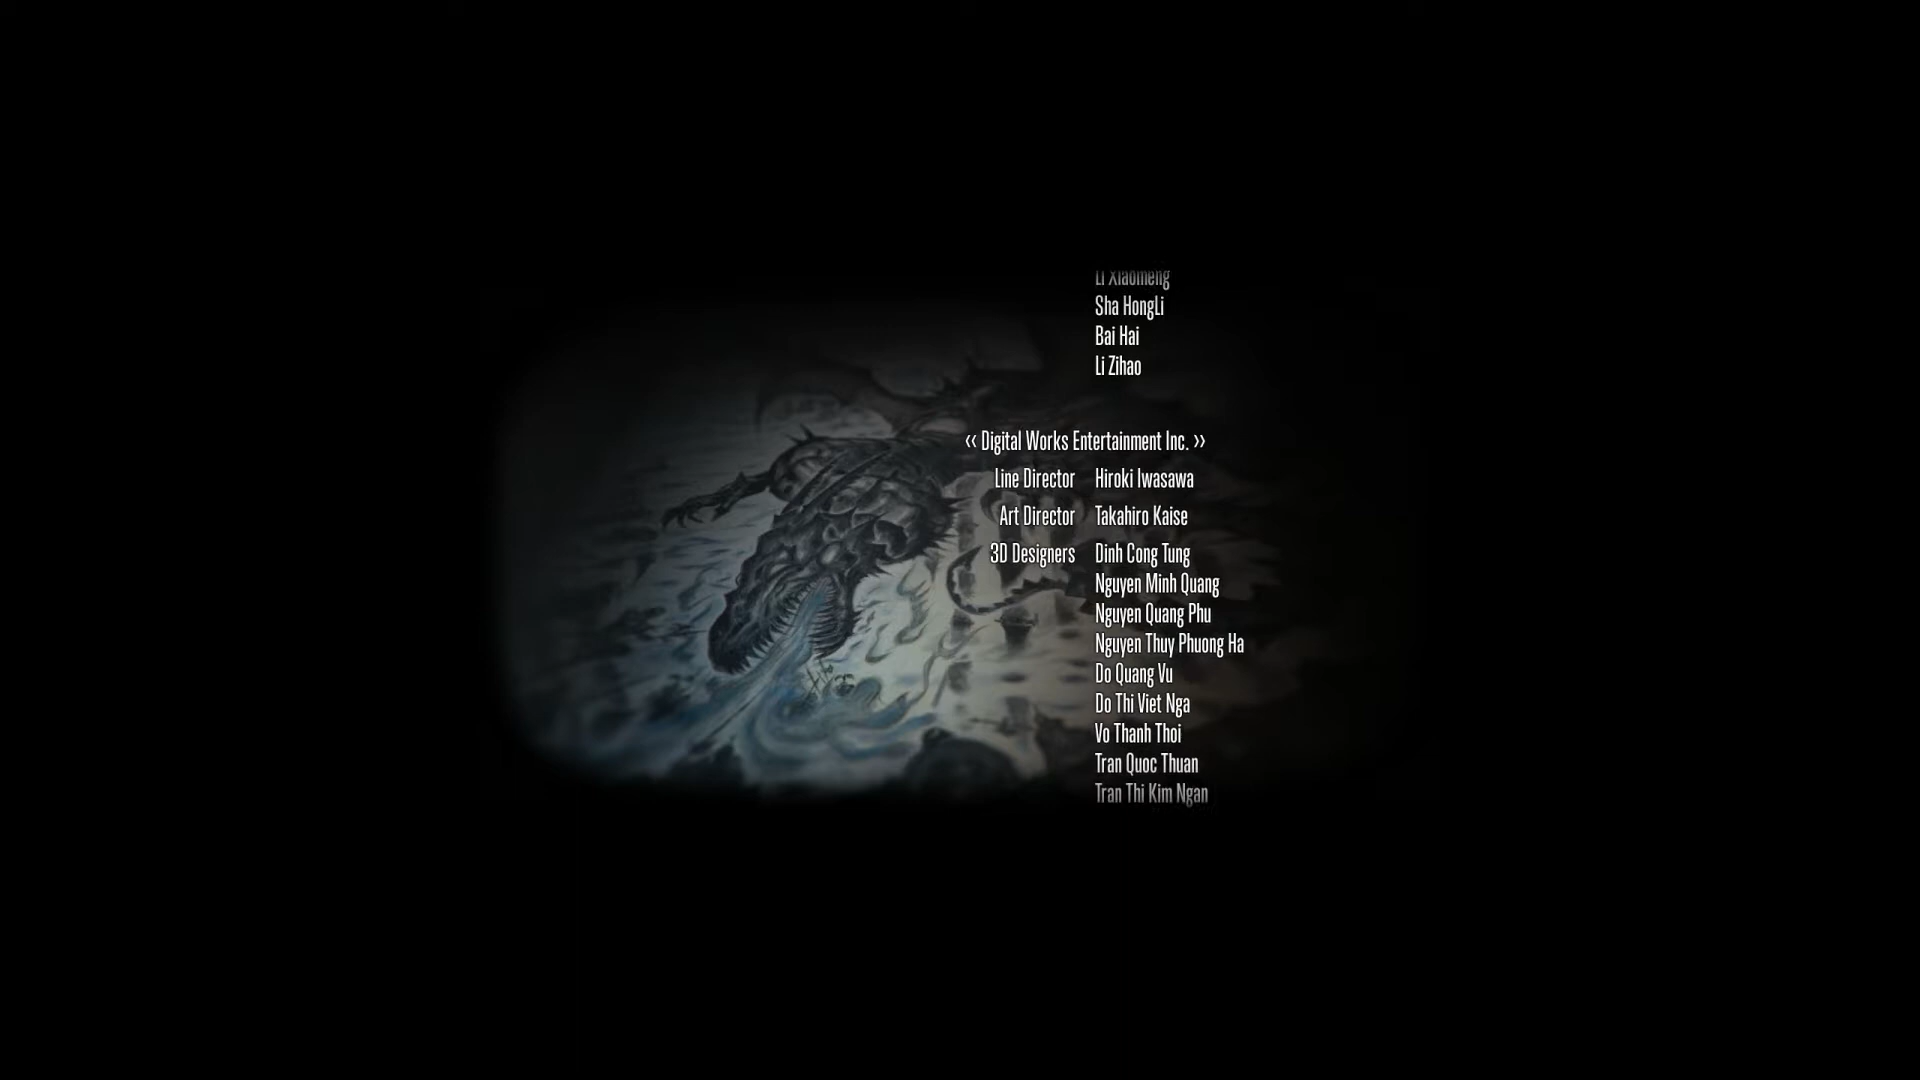 Li Xiaomeng
Sha HongLi
Bai Hai
Li Zihao
‹‹ Digital Works Entertainment Inc. ››
Line Director Hiroki Iwasawa
Art Director Takahiro Kaise
3D Designers Dinh Cong Tung
Nguyen Minh Quang
Nguyen Quang Phu
Nguyen Thuy Phuong Ha
Do Quang Vu
Do Thi Viet Nga
Vo Thanh Thoi
Tran Quoc Thuan
Tran Thi Kim Ngan